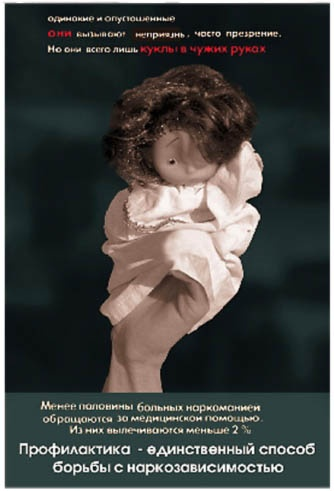 одинокие и опустошенные
они вызывают неприязнь, часто презрение.
Но они всего лишь куклы в чужих руках
Менее половины больных наркоманией
обращаются за медицинской помощью.
Из них вылечиваются меньше 2 %
Профилактика - единственный способ
борьбы с наркозависимостью